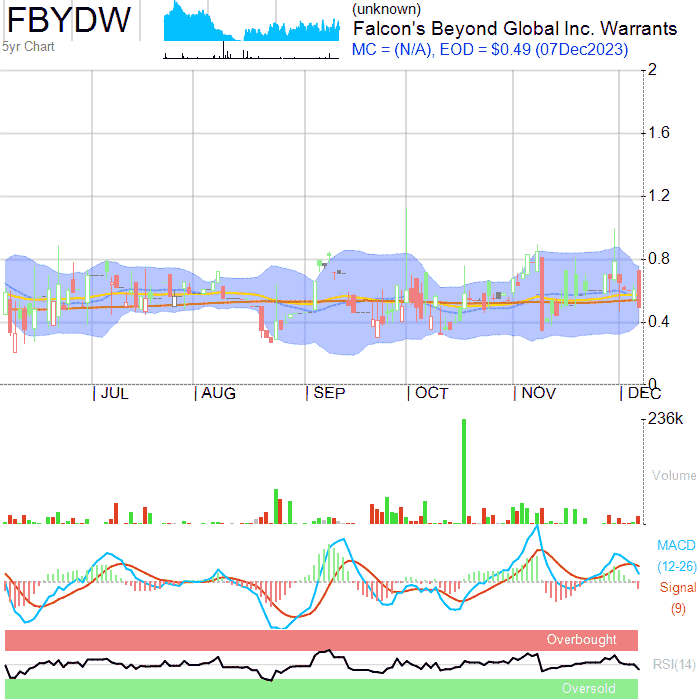 FBYDW
5yr Chart
(unknown)
Falcon's Beyond Global Inc. Warrants
MC = (N/A), EOD = $0.49 (07Dec2023)
2
1.6
1.2
0.8
0.4
0
JUL AUG SEP OCT NOV DEC
236k
Volume
MACD
(12-26)
Signal
(9)
Overbought
RSI(14)
Oversold